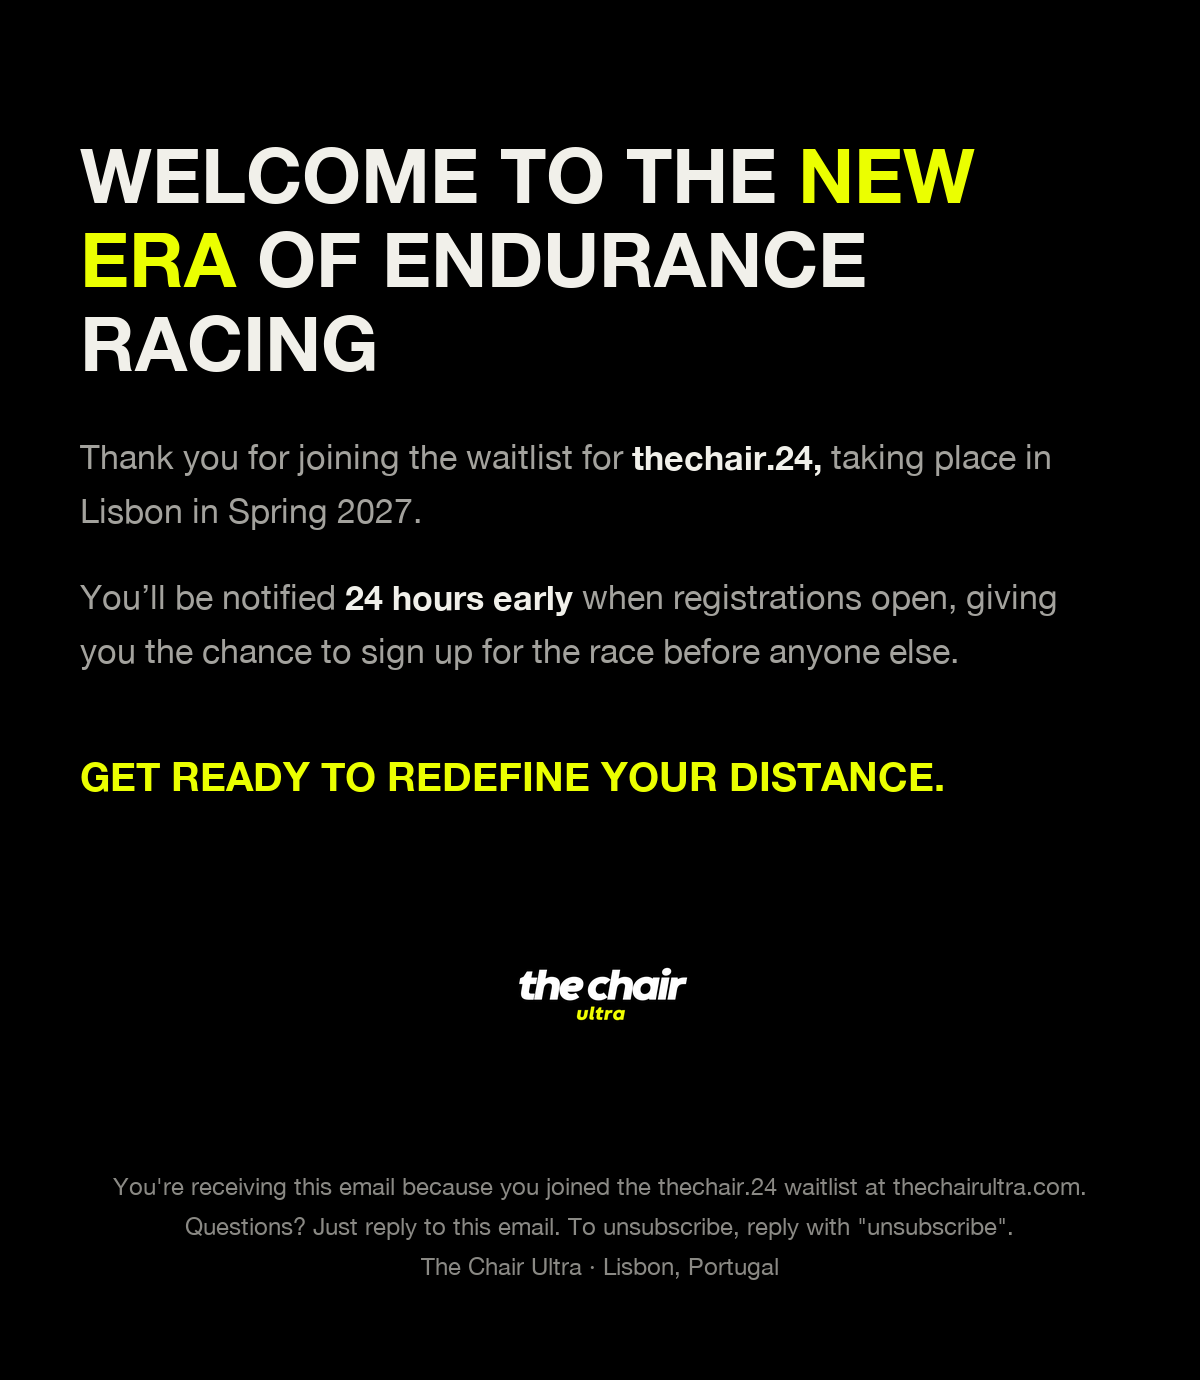 WELCOME TO THE NEW
ERA OF ENDURANCE
RACING
Thank you for joining the waitlist for thechair.24, taking place in
Lisbon in Spring 2027.
You’ll be notified 24 hours early when registrations open, giving
you the chance to sign up for the race before anyone else.
GET READY TO REDEFINE YOUR DISTANCE.
the chair
ultra
You're receiving this email because you joined the thechair.24 waitlist at thechairultra.com.
Questions? Just reply to this email. To unsubscribe, reply with "unsubscribe".
The Chair Ultra · Lisbon, Portugal